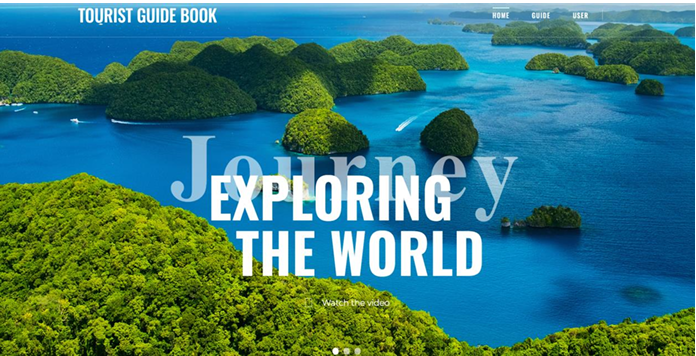 TOURIST GUIDE BOOK
HOME GUIDE USER
Journey
EXPLORING
THE WORLD
Watch the video